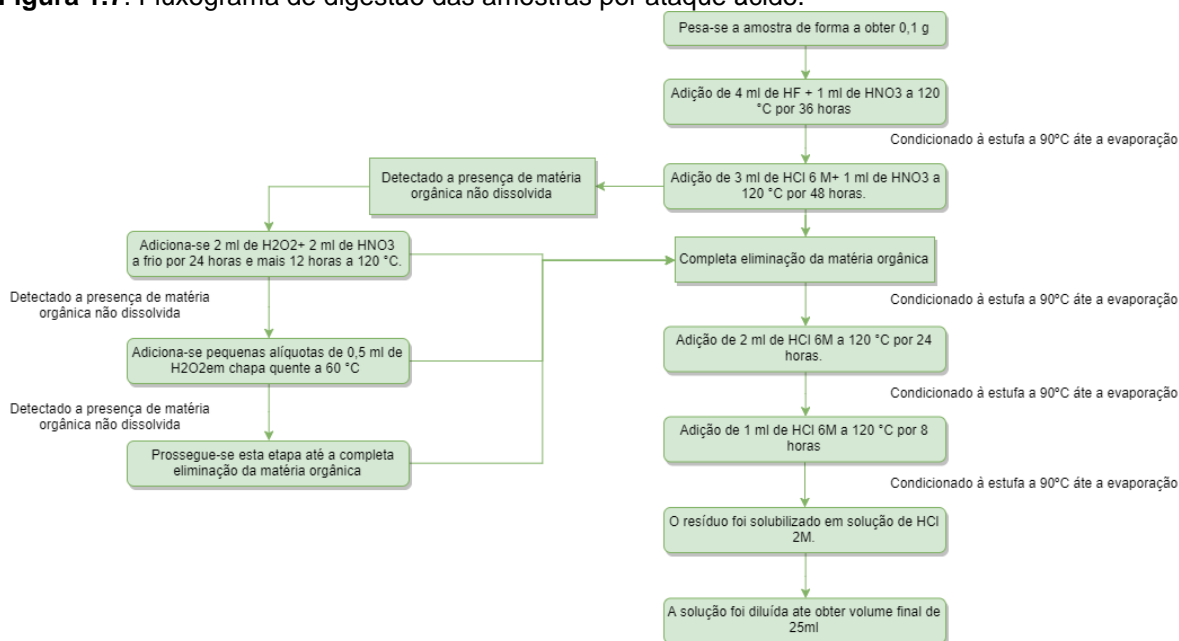 Figura 1.7. Fluxograma de digestão das amostras por ataque ácido.
Pesa-se a amostra de forma a obter 0,1 g
Adição de 4 ml de HF + 1 ml de HNO3 a 120
°C por 36 horas
Condicionado à estufa a 90ºC áte a evaporação
Adição de 3 ml de HCl 6 M+ 1 ml de HNO3 a
120 °C por 48 horas.
Detectado a presença de matéria
orgânica não dissolvida
Adiciona-se 2 ml de H2O2+ 2 ml de HNO3
a frio por 24 horas e mais 12 horas a 120 °C.
Detectado a presença de matéria
orgânica não dissolvida
Adiciona-se pequenas alíquotas de 0,5 ml de
H2O2em chapa quente a 60 °C
Detectado a presença de matéria
orgânica não dissolvida
Prossegue-se esta etapa até a completa
eliminação da matéria orgânica
Completa eliminação da matéria orgânica
Condicionado à estufa a 90ºC áte a evaporação
Adição de 2 ml de HCl 6M a 120 °C por 24
horas.
Condicionado à estufa a 90ºC áte a evaporação
Adição de 1 ml de HCl 6M a 120 °C por 8
horas
Condicionado à estufa a 90ºC áte a evaporação
O resíduo foi solubilizado em solução de HCl
2M.
A solução foi diluída ate obter volume final de
25ml